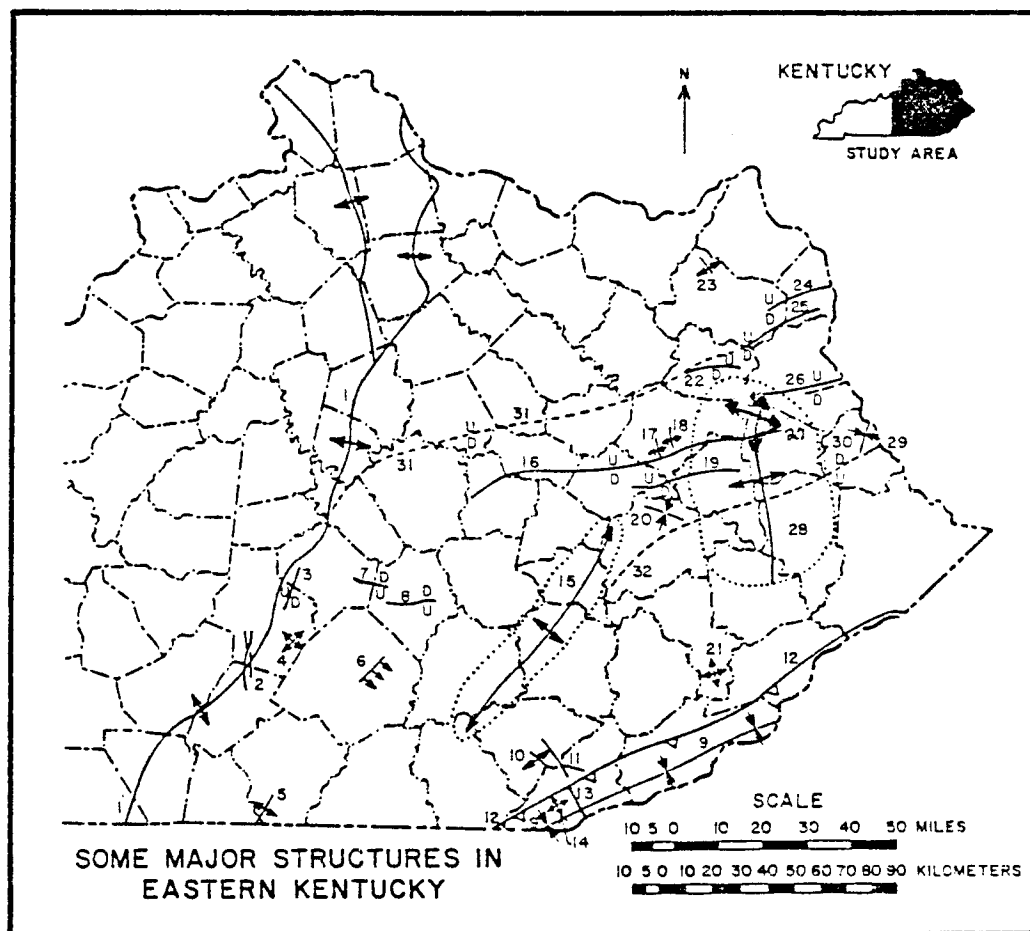 N
KENTUCKY
STUDY AREA
23
24
U
D
25
U
D
U
D
22
26
U
D
1
31
U
D
17
18
27
30
29
D
31
16
U
D
U
19
20
28
3
U
D
7
D
U
8
D
U
15
32
4
6
21
12
2
9
10
11
5
13
1
12
14
SCALE
10 5 0 10 20 30 40 50 MILES
10 5 0 10 20 30 40 50 60 70 80 90 KILOMETERS
SOME MAJOR STRUCTURES IN
EASTERN KENTUCKY